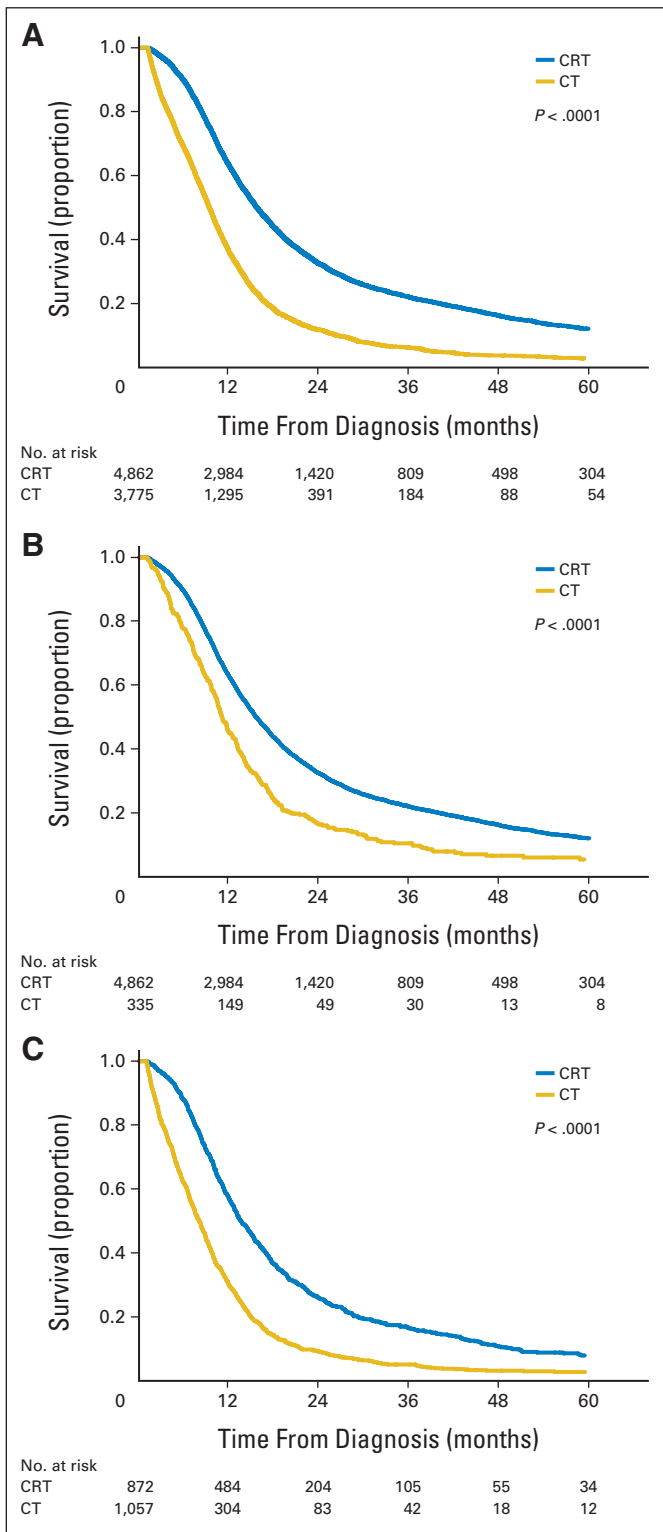 A
1.0
0.8
0.6
0.4
0.2
0
Survival (proportion)
CRT
CT
P < .0001
12 24 36 48 60
Time From Diagnosis (months)
No. at risk
CRT 4,862 2,984 1,420 809 498 304
CT 3,775 1,295 391 184 88 54
B
1.0
0.8
0.6
0.4
0.2
0
Survival (proportion)
CRT
CT
P < .0001
12 24 36 48 60
Time From Diagnosis (months)
No. at risk
CRT 4,862 2,984 1,420 809 498 304
CT 335 149 49 30 13 8
C
1.0
0.8
0.6
0.4
0.2
0
Survival (proportion)
CRT
CT
P < .0001
12 24 36 48 60
Time From Diagnosis (months)
No. at risk
CRT 872 484 204 105 55 34
CT 1,057 304 83 42 18 12